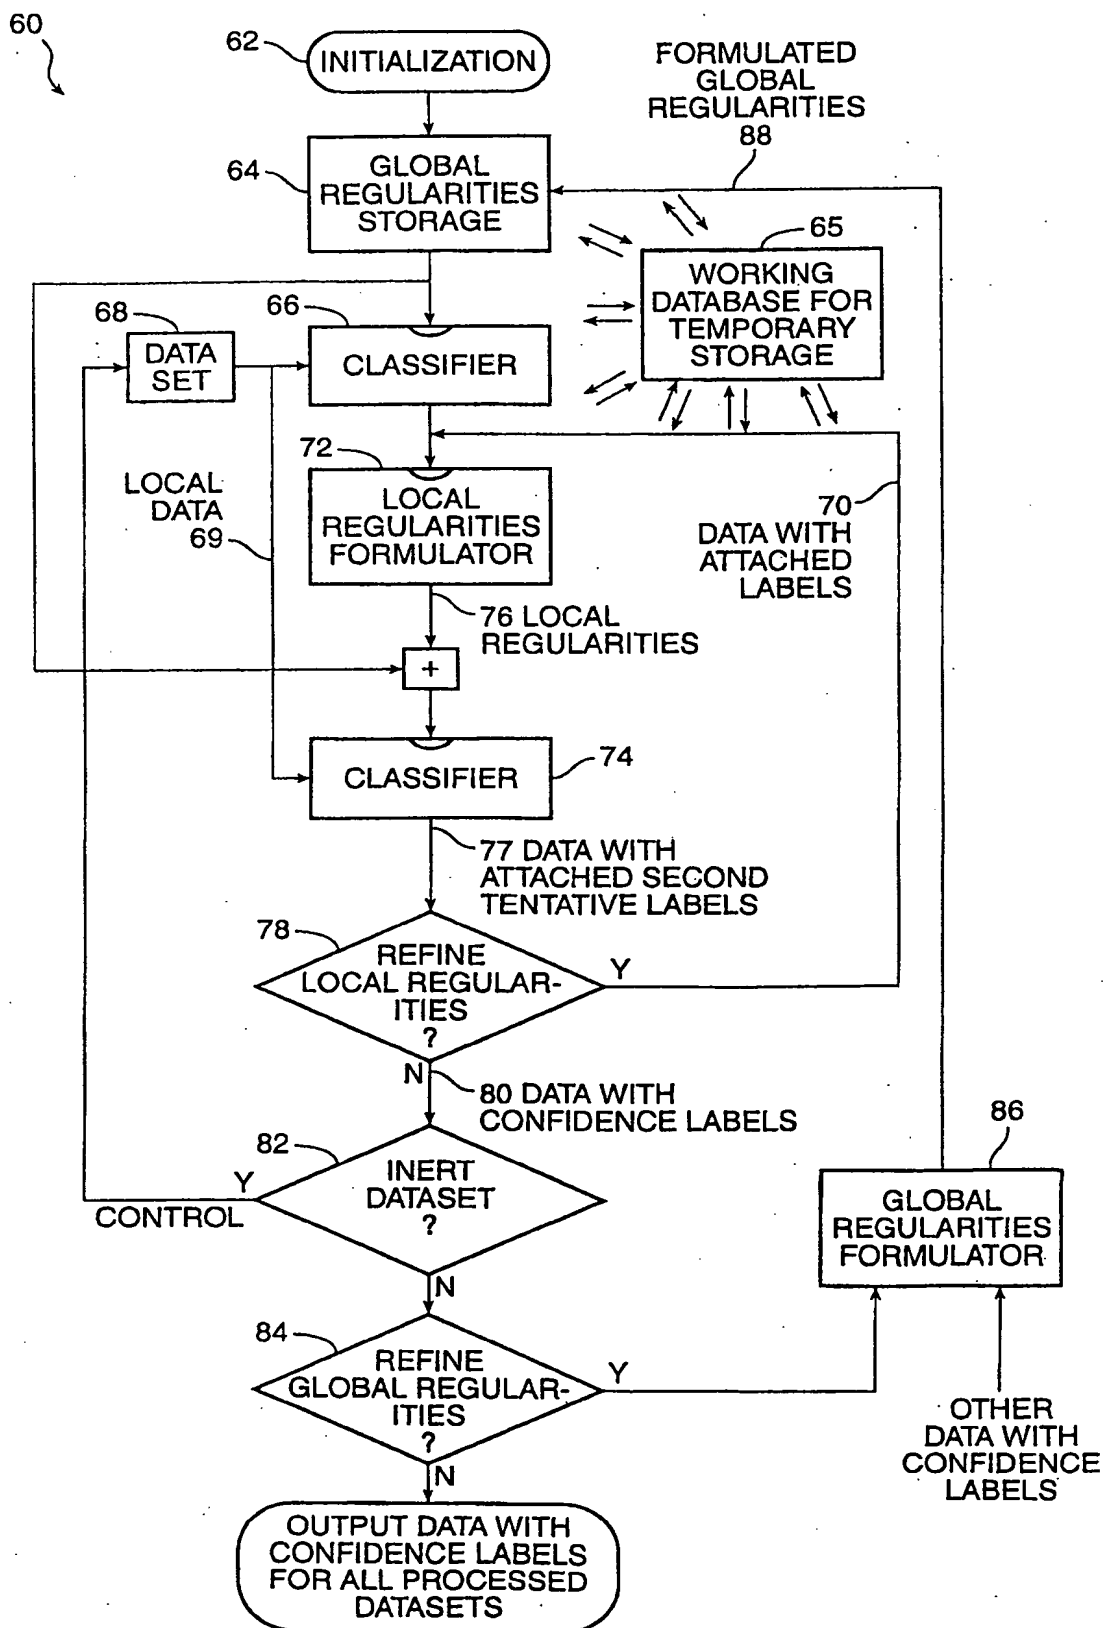 60
62
INITIALIZATION
FORMULATED
GLOBAL
REGULARITIES
88
64
GLOBAL
REGULARITIES
STORAGE
65
WORKING
DATABASE FOR
TEMPORARY
STORAGE
68
DATA
SET
66
CLASSIFIER
LOCAL
DATA
69
72
LOCAL
REGULARITIES
FORMULATOR
70
DATA WITH
ATTACHED
LABELS
76 LOCAL
REGULARITIES
+
CLASSIFIER
74
77 DATA WITH
ATTACHED SECOND
TENTATIVE LABELS
78
REFINE
LOCAL REGULAR-
ITIES
?
Y
N
80 DATA WITH
CONFIDENCE LABELS
82
INERT
DATASET
?
Y
CONTROL
N
86
GLOBAL
REGULARITIES
FORMULATOR
84
REFINE
GLOBAL REGULAR-
ITIES
?
Y
N
OTHER
DATA WITH
CONFIDENCE
LABELS
OUTPUT DATA WITH
CONFIDENCE LABELS
FOR ALL PROCESSED
DATASETS